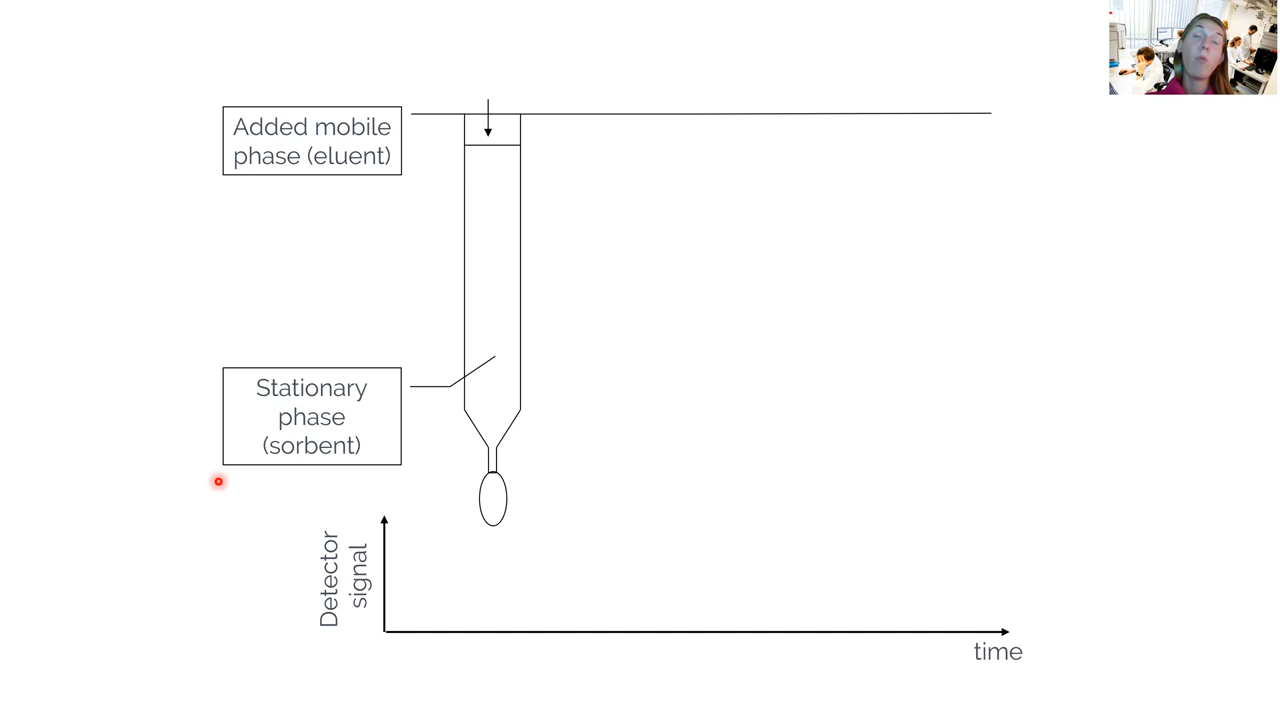 Added mobile
phase (eluent)
Stationary
phase
(sorbent)
Detector
signal
time